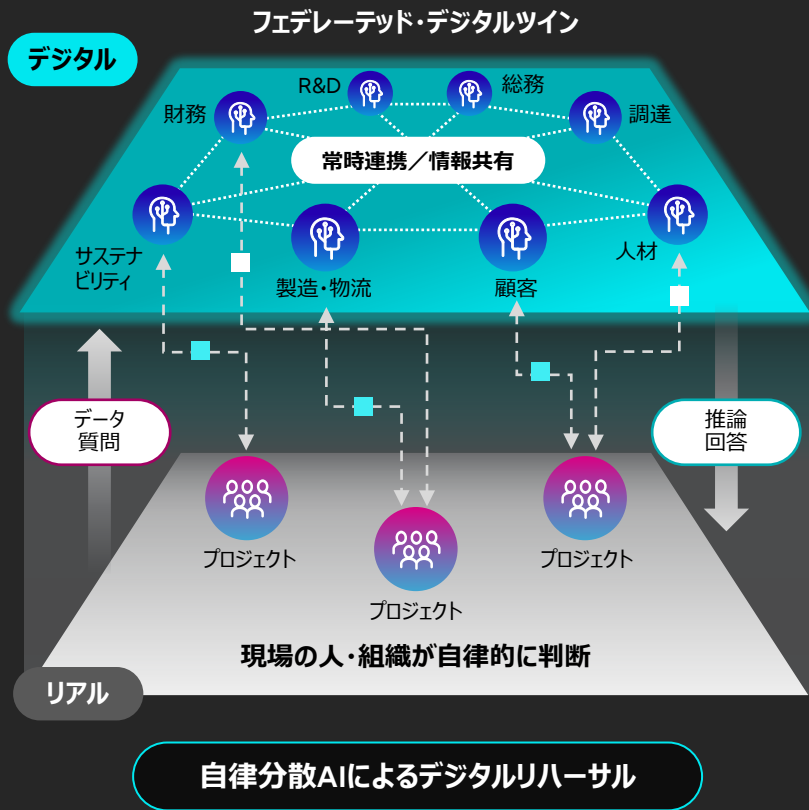 フェデレーテッド・デジタルツイン
デジタル
R&D
総務
財務
調達
常時連携／情報共有
サステナ
ビリティ
製造・物流
顧客
人材
データ
質問
推論
回答
プロジェクト
プロジェクト
プロジェクト
現場の人・組織が自律的に判断
リアル
自律分散AIによるデジタルリハーサル